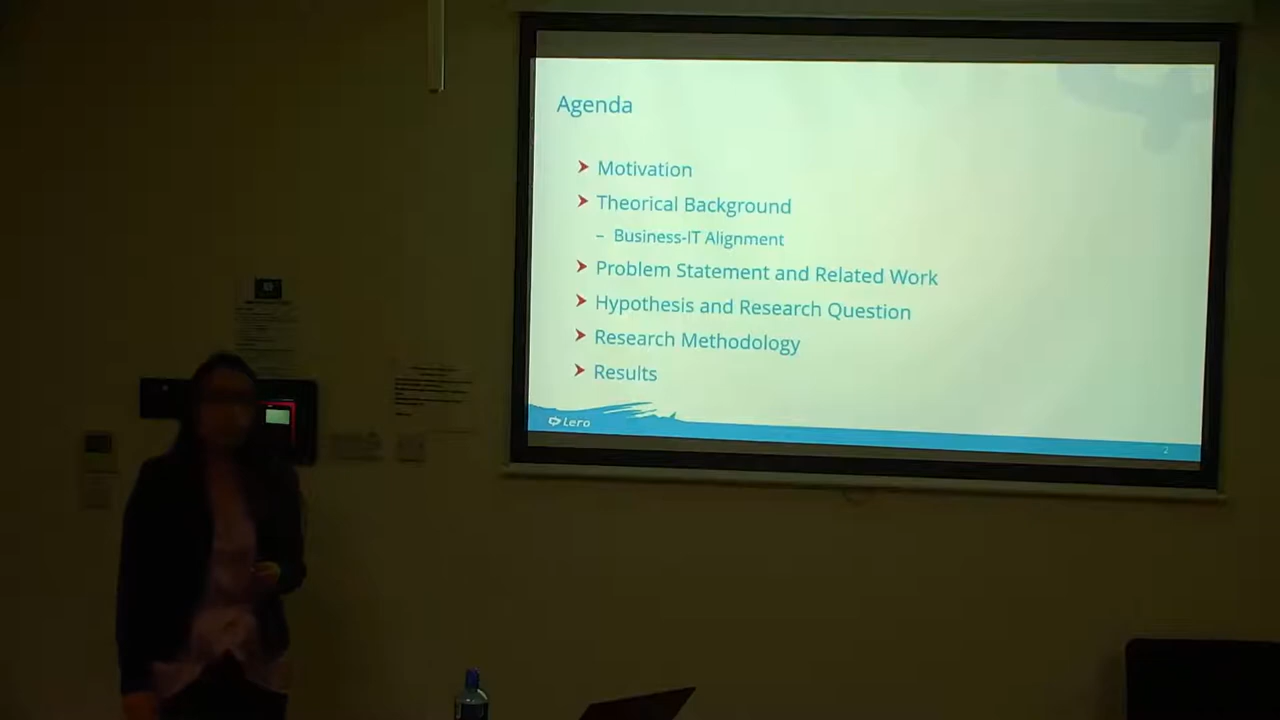 Agenda
Motivation
Theorical Background
– Business-IT Alignment
Problem Statement and Related Work
Hypothesis and Research Question
Research Methodology
Results
Lero
2